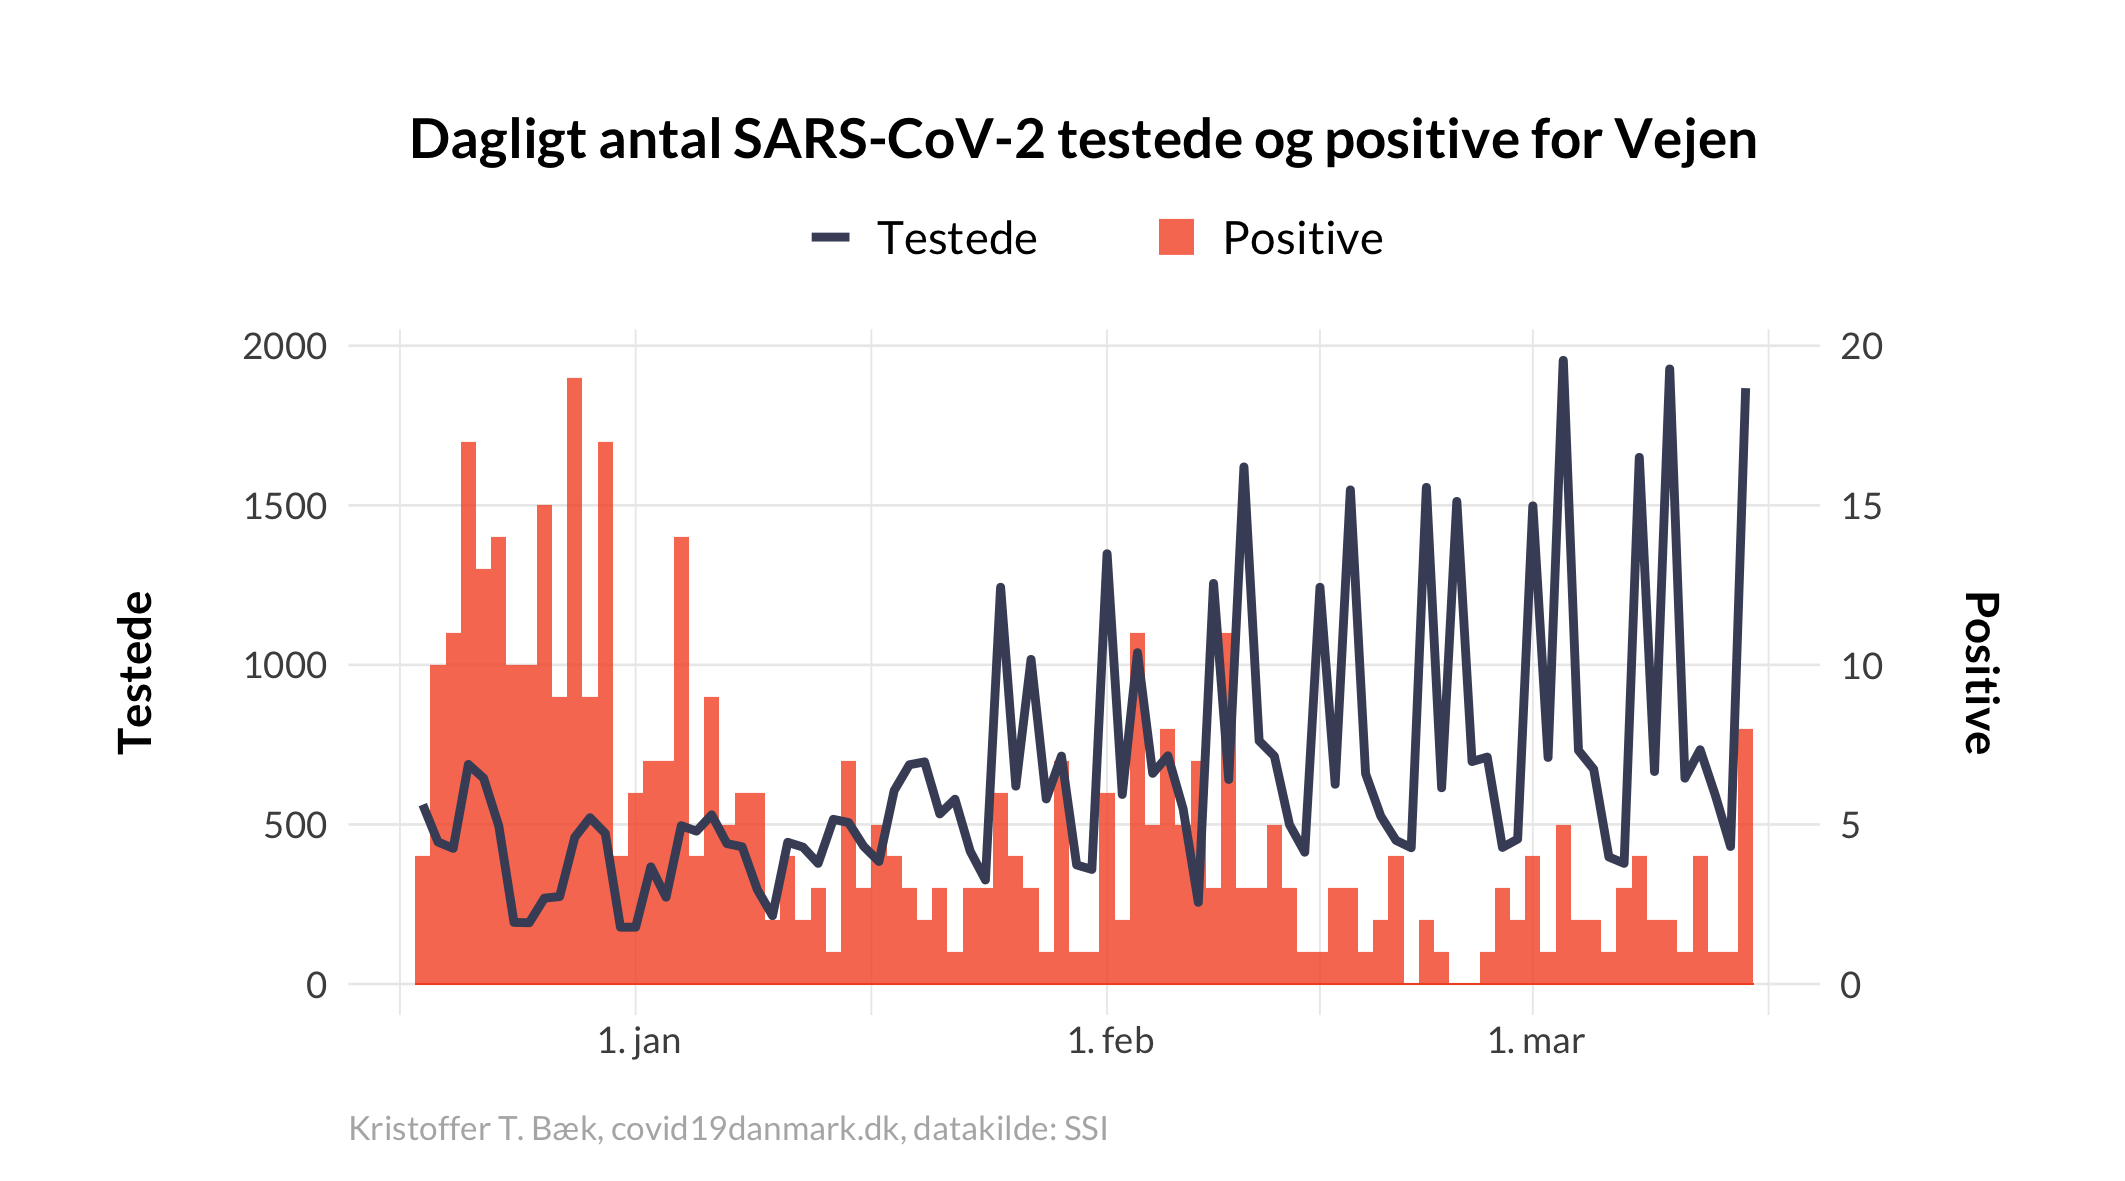 Dagligt antal SARS-CoV-2 testede og positive for Vejen
Testede
Positive
2000
1500
1000
500
0
Testede
20
15
10
5
0
Positive
1. jan
1. feb
1. mar
Kristoffer T. Bæk, covid19danmark.dk, datakilde: SSI